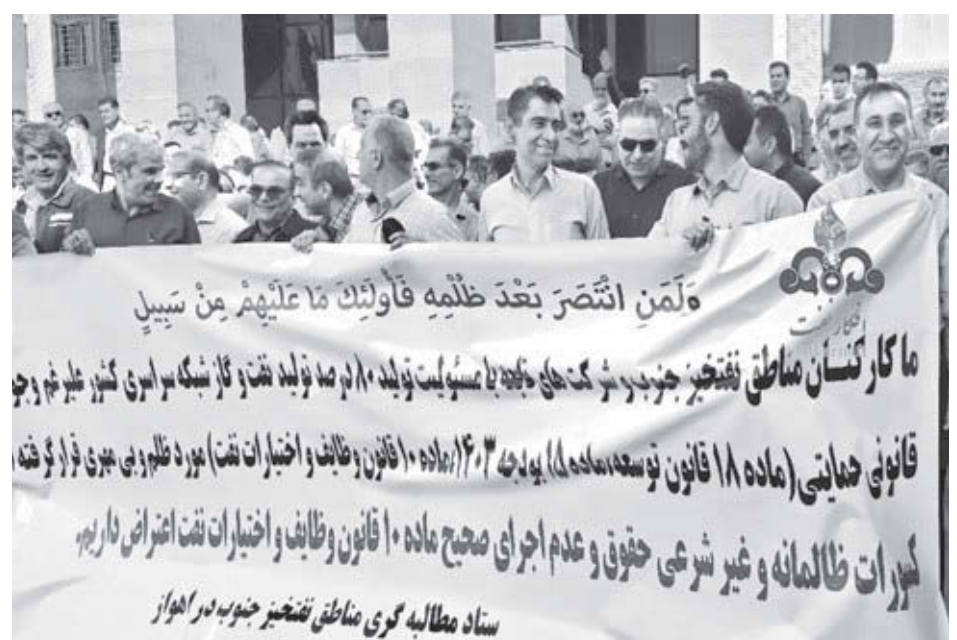 وَلَمَنِ انْتَصَرَ بَعْدَ ظُلْمِهِ فَأُولَئِكَ مَا عَلَيْهِمْ مِنْ سَبِيلٍ
ما کارکنان مناطق نفتخیز جنوب و شرکت های تابعه با مسئولیت تولید ۸۰ درصد تولید نفت و گاز شبکه سراسری کشور علیرغم وجو
قانونی حمایتی (ماده ۱۸ قانون توسعه، ماده ۱۵ بودجه ۱۴۰۳، ماده ۱۰ قانون وظایف و اختیارات نفت) مورد ظلم و بی مهری قرار گرفته
کسورات ظالمانه و غیر شرعی حقوق و عدم اجرای صحیح ماده ۱۰ قانون وظایف و اختیارات نفت اعتراض داریم.
ستاد مطالبه گری مناطق نفتخیز جنوب در اهواز